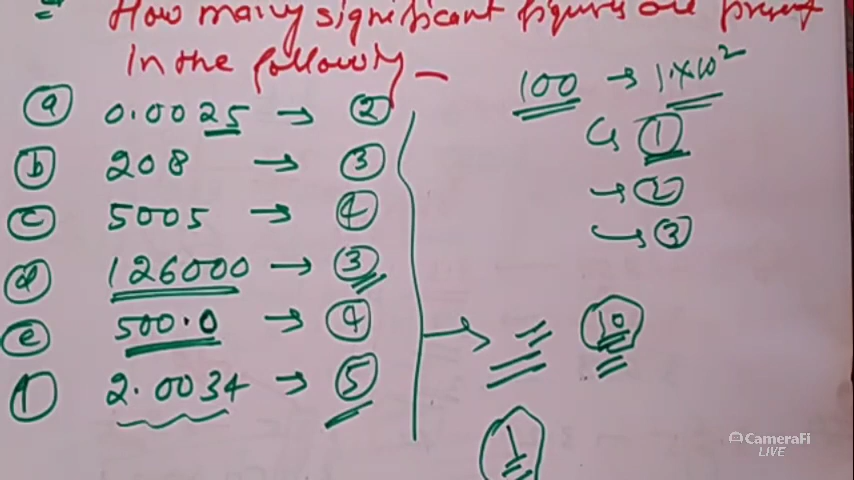 How many significant figures are present
in the following —
(a) 0.0025 → (2)
(b) 208 → (3)
(c) 5005 → (4)
(d) 126000 → (3)
(e) 500.0 → (4)
(f) 2.0034 → (5)
100 → 1×10²
↳ (1)
→ (2)
↳ (3)
→
10
1
CameraFi
LIVE